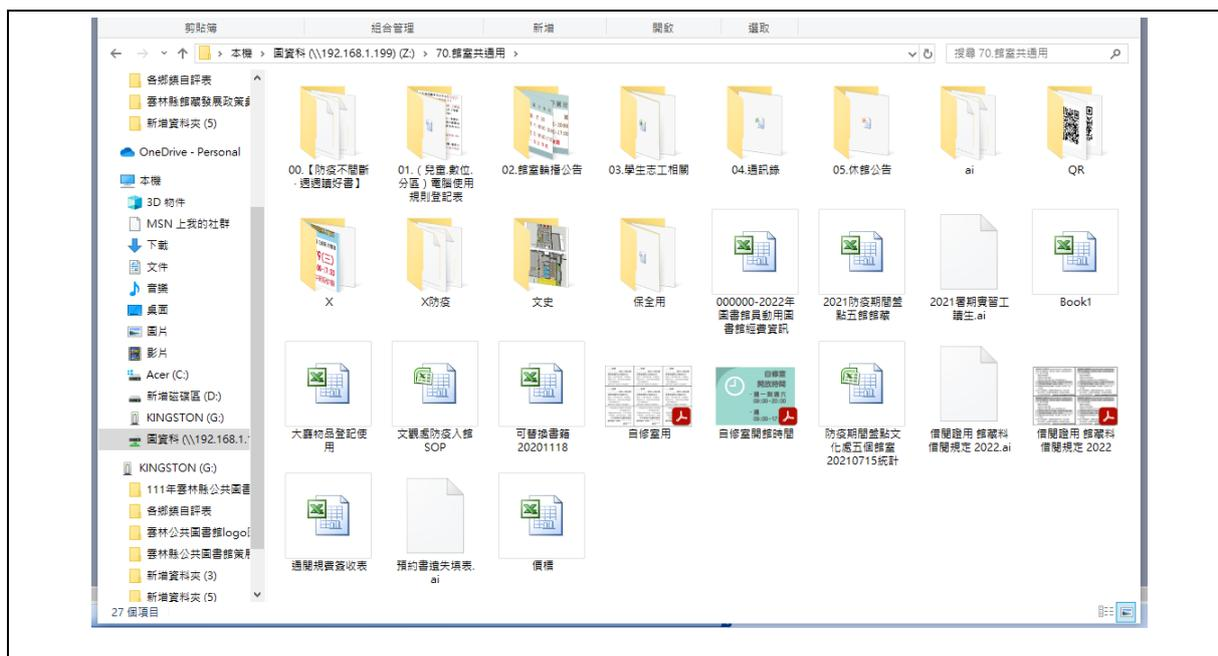 剪貼簿 組合管理 新增 開啟 選取
本機 › 圖資科 (\\192.168.1.199) (Z:) › 70.館室共通用 ›
搜尋 70.館室共通用
各鄉鎮自評表
雲林縣館藏發展政策
新增資料夾 (5)
OneDrive - Personal
本機
3D 物件
MSN 上我的社群
下載
文件
音樂
桌面
圖片
影片
Acer (C:)
新增磁碟區 (D:)
KINGSTON (G:)
圖資科 (\\192.168.1.1
KINGSTON (G:)
111年雲林縣公共圖書
各鄉鎮自評表
雲林公共圖書館logo
雲林縣公共圖書館策
新增資料夾 (3)
新增資料夾 (5)
00.【防疫不間斷
‧週週讀好書】
01.（兒童.數位.
分區）電腦使用
規則登記表
02.館室輪播公告
03.學生志工相關
04.通訊錄
05.休館公告
ai
QR
X
X防疫
文史
保全用
000000-2022年
圖書館員動用圖
書館經費資訊
2021防疫期間盤
點五館館藏
2021暑期實習工
讀生.ai
Book1
大廳物品登記使
用
文觀處防疫入館
SOP
可替換書籍
20201118
自修室用
自修室開館時間
自修室
開放時間
防疫期間盤點文
化處五個館室
20210715統計
借閱證用 館藏料
借閱規定 2022.ai
借閱證用 館藏料
借閱規定 2022
通閱規費簽收表
預約書遺失填表.
ai
價標
27 個項目